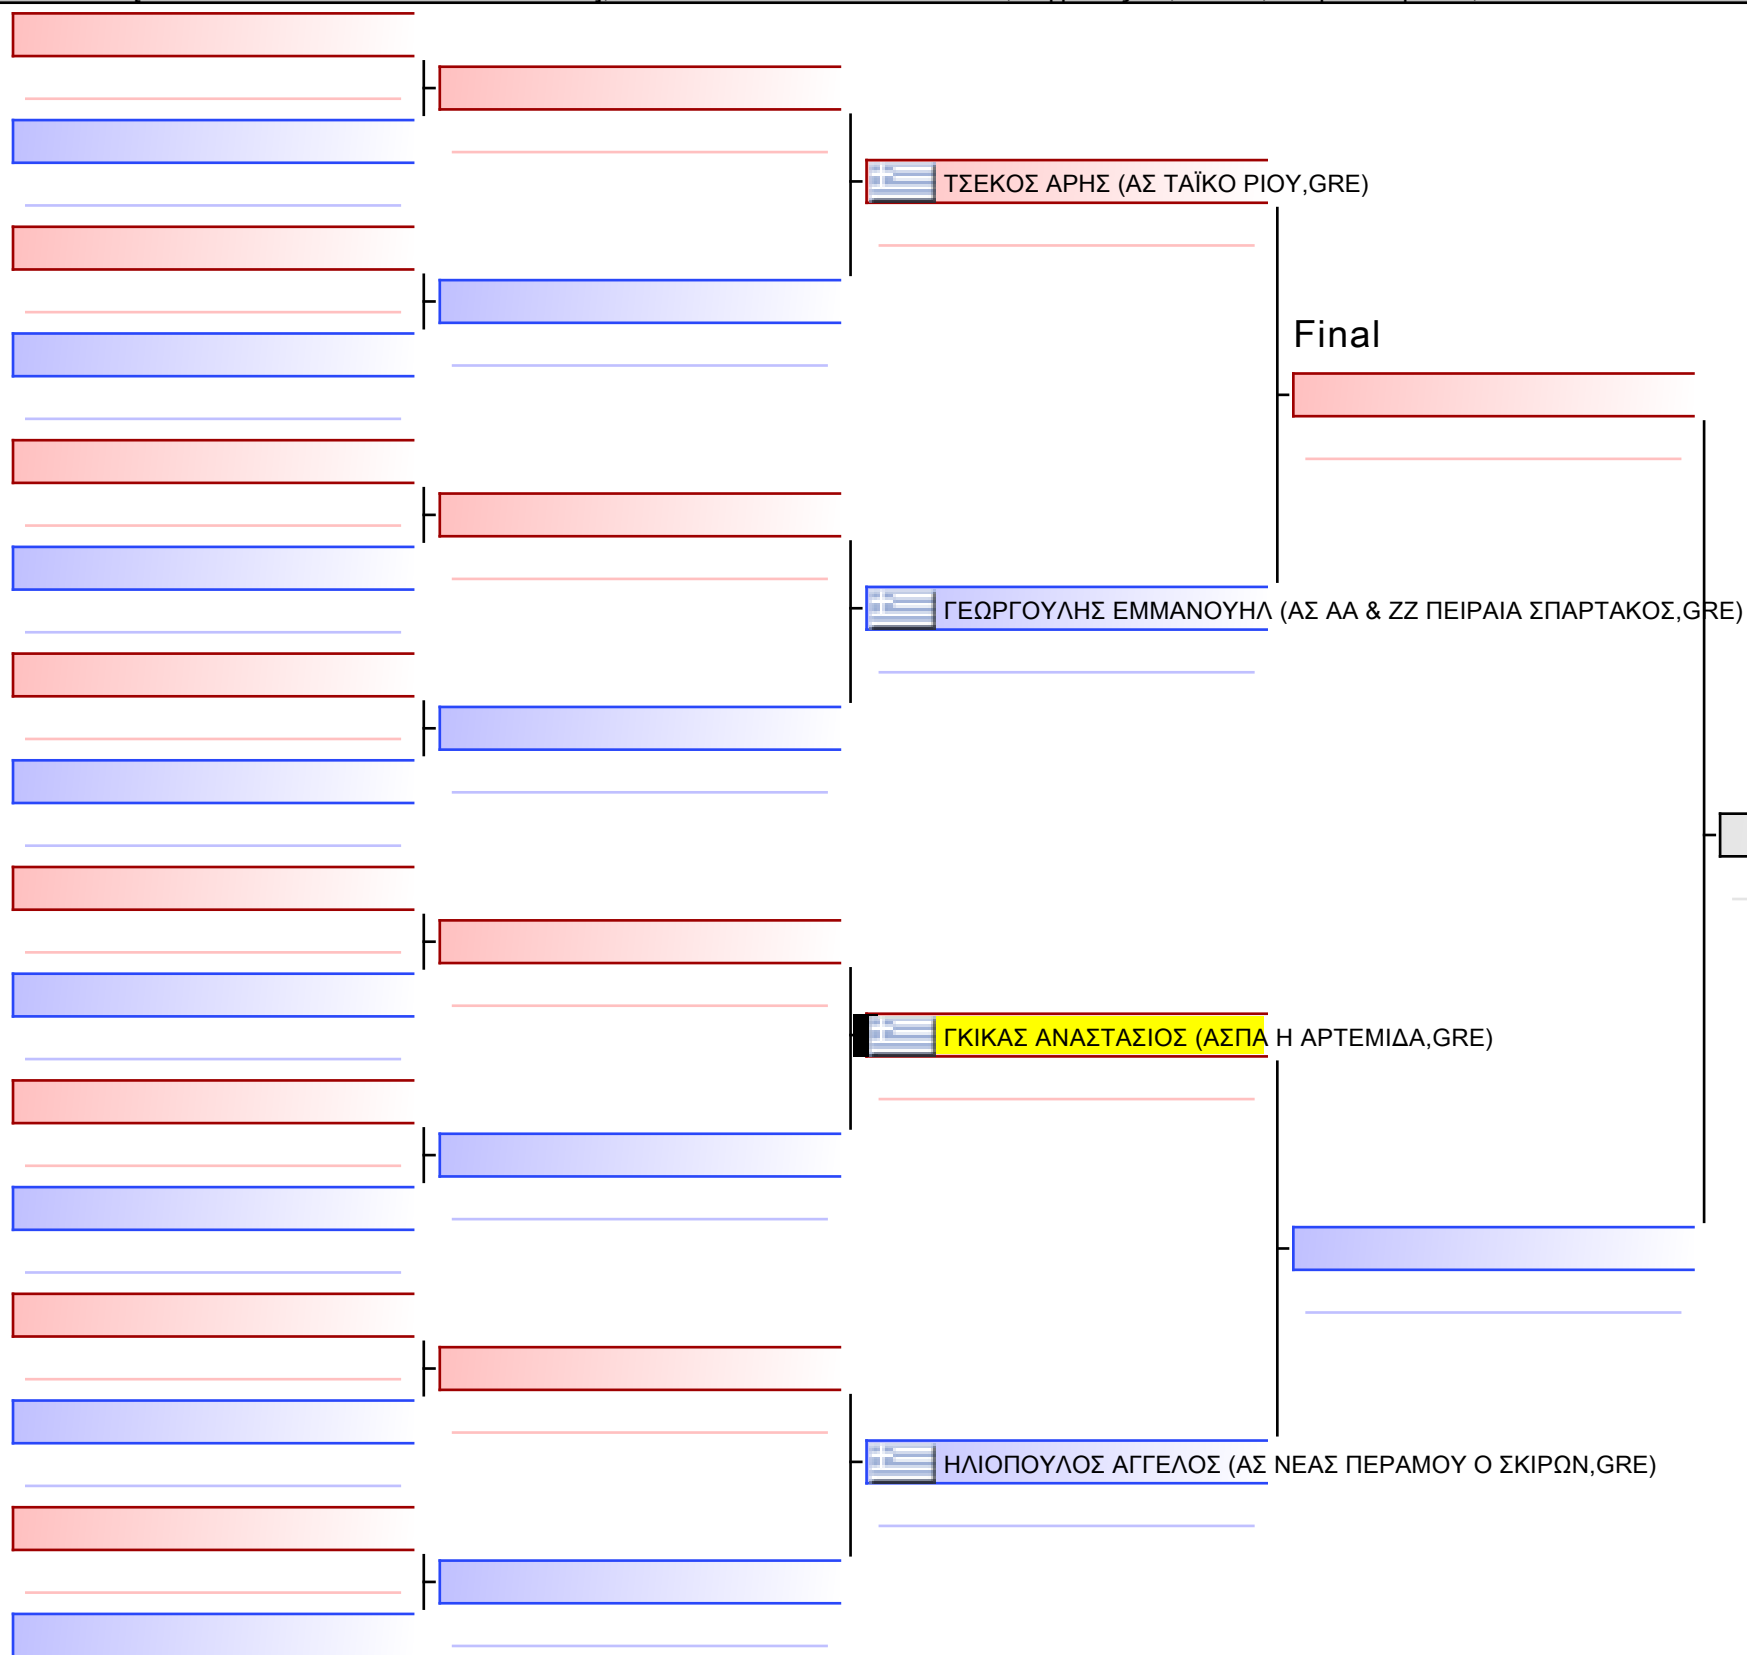 ΤΣΕΚΟΣ ΑΡΗΣ (ΑΣ ΤΑΪΚΟ ΡΙΟΥ,GRE)
Final
ΓΕΩΡΓΟΥΛΗΣ ΕΜΜΑΝΟΥΗΛ (ΑΣ ΑΑ & ΖΖ ΠΕΙΡΑΙΑ ΣΠΑΡΤΑΚΟΣ,GRE)
ΓΚΙΚΑΣ ΑΝΑΣΤΑΣΙΟΣ (ΑΣΠΑ Η ΑΡΤΕΜΙΔΑ,GRE)
ΗΛΙΟΠΟΥΛΟΣ ΑΓΓΕΛΟΣ (ΑΣ ΝΕΑΣ ΠΕΡΑΜΟΥ Ο ΣΚΙΡΩΝ,GRE)